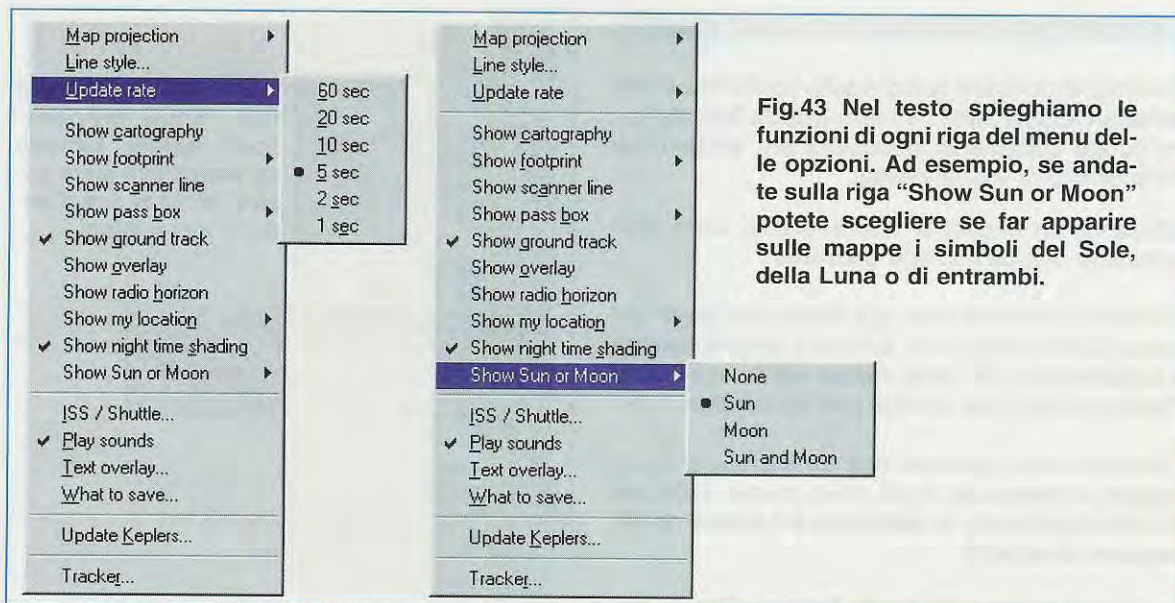 Map projection
Line style...
Update rate
Show cartography
Show footprint
Show scanner line
Show pass box
Show ground track
Show overlay
Show radio horizon
Show my location
Show night time shading
Show Sun or Moon
ISS / Shuttle...
Play sounds
Text overlay...
What to save...
Update Keplers...
Tracker...
60 sec
20 sec
10 sec
5 sec
2 sec
1 sec
Map projection
Line style...
Update rate
Show cartography
Show footprint
Show scanner line
Show pass box
Show ground track
Show overlay
Show radio horizon
Show my location
Show night time shading
Show Sun or Moon
ISS / Shuttle...
Play sounds
Text overlay...
What to save...
Update Keplers...
Tracker...
None
Sun
Moon
Sun and Moon
Fig.43 Nel testo spieghiamo le
funzioni di ogni riga del menu del-
le opzioni. Ad esempio, se anda-
te sulla riga “Show Sun or Moon”
potete scegliere se far apparire
sulle mappe i simboli del Sole,
della Luna o di entrambi.